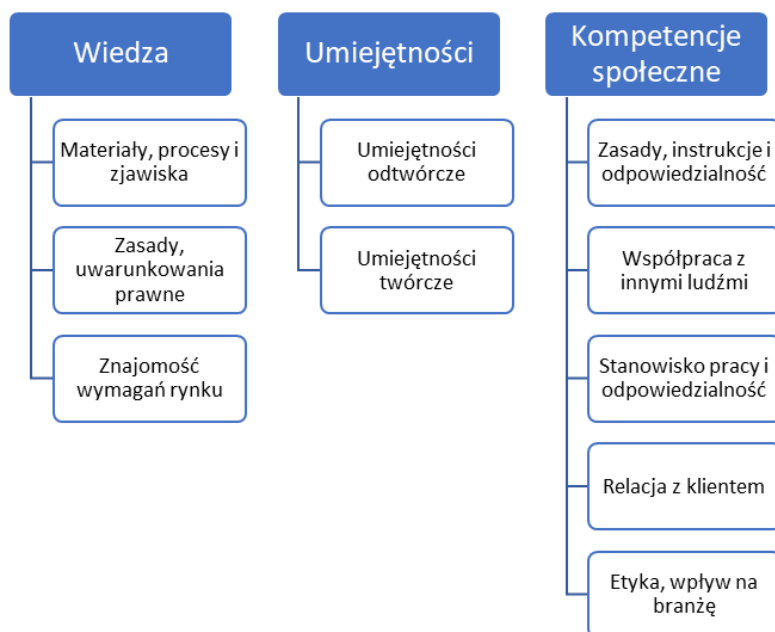 Wiedza
Materiały, procesy i
zjawiska
Zasady,
uwarunkowania
prawne
Znajomość
wymagań rynku
Umiejętności
Umiejętności
odtwórcze
Umiejętności
twórcze
Kompetencje
społeczne
Zasady, instrukcje i
odpowiedzialność
Współpraca z
innymi ludźmi
Stanowisko pracy i
odpowiedzialność
Relacja z klientem
Etyka, wpływ na
branżę